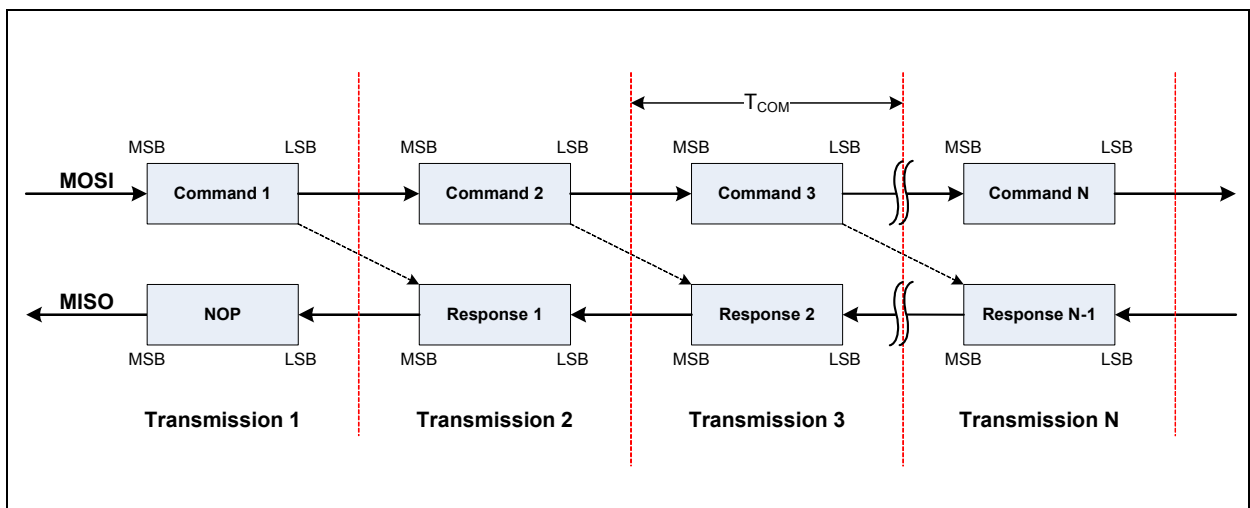 T_COM
MSB LSB MSB LSB MSB LSB MSB LSB
MOSI Command 1 Command 2 Command 3 Command N
MISO NOP Response 1 Response 2 Response N-1
MSB LSB MSB LSB MSB LSB MSB LSB
Transmission 1 Transmission 2 Transmission 3 Transmission N